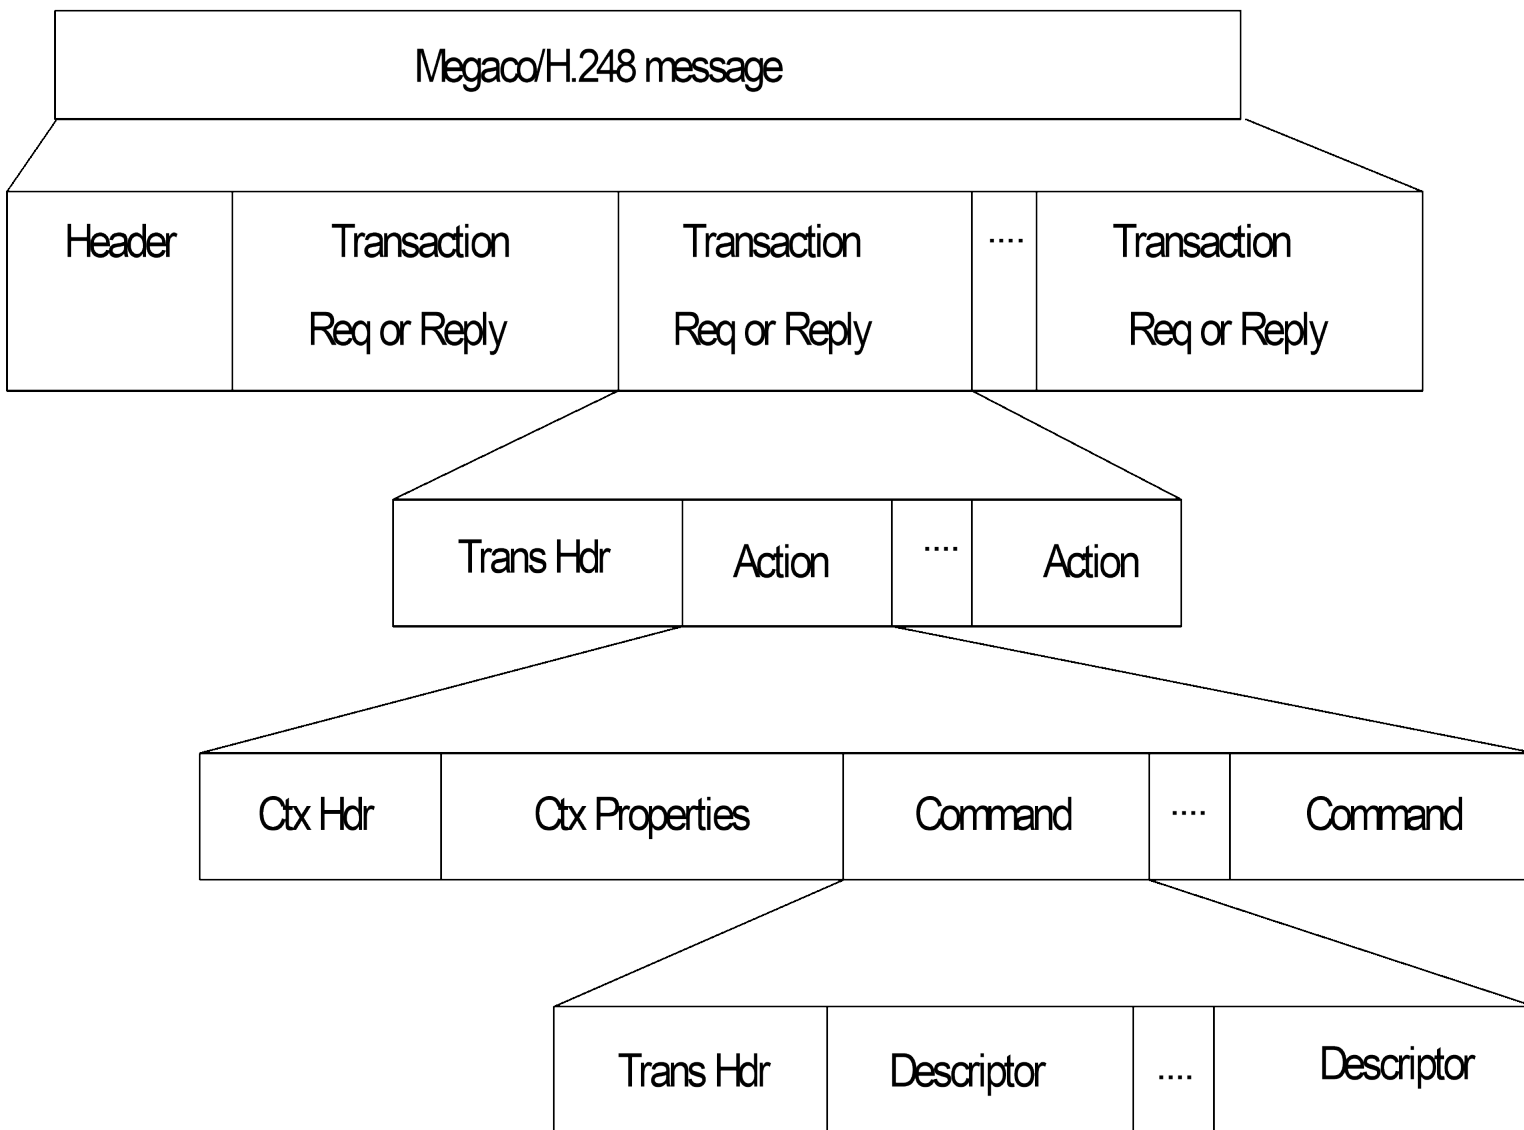 Megaco/H.248 message
Header Transaction Transaction .... Transaction
Req or Reply Req or Reply Req or Reply
Trans Hdr Action .... Action
Ctx Hdr Ctx Properties Command .... Command
Trans Hdr Descriptor .... Descriptor